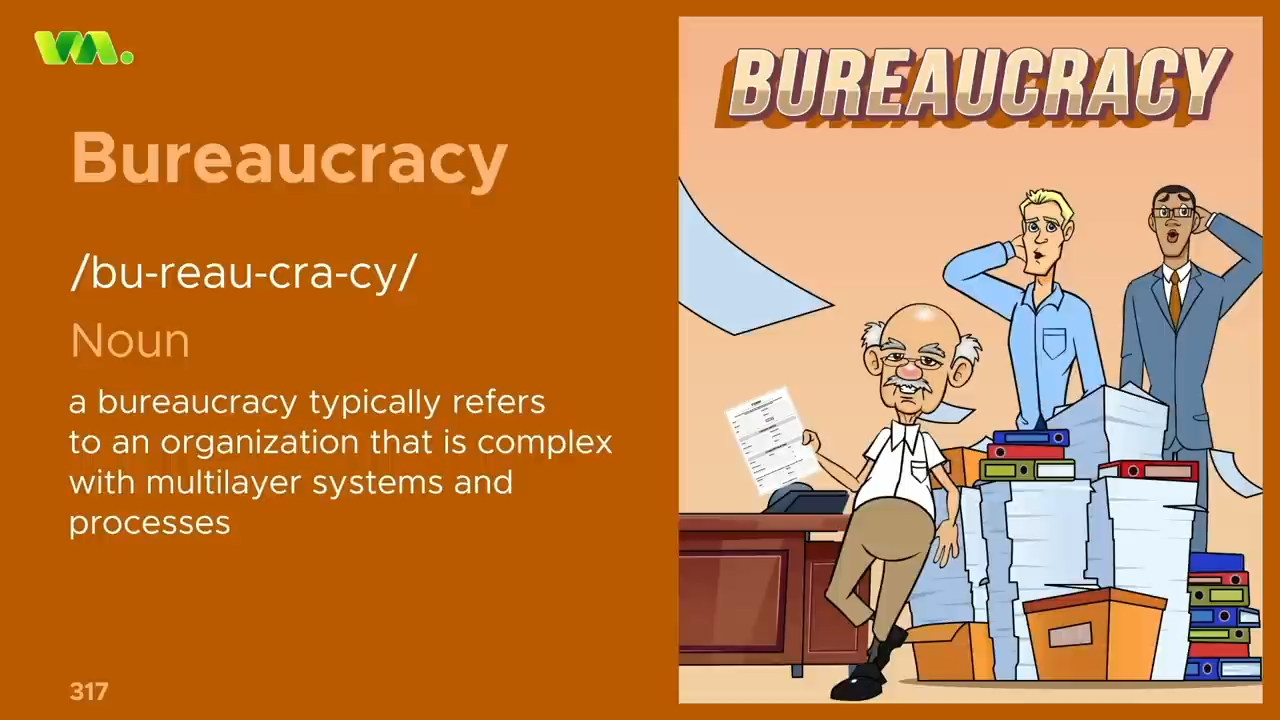 VA.
BUREAUCRACY
Bureaucracy
/bu-reau-cra-cy/
Noun
a bureaucracy typically refers
to an organization that is complex
with multilayer systems and
processes
317